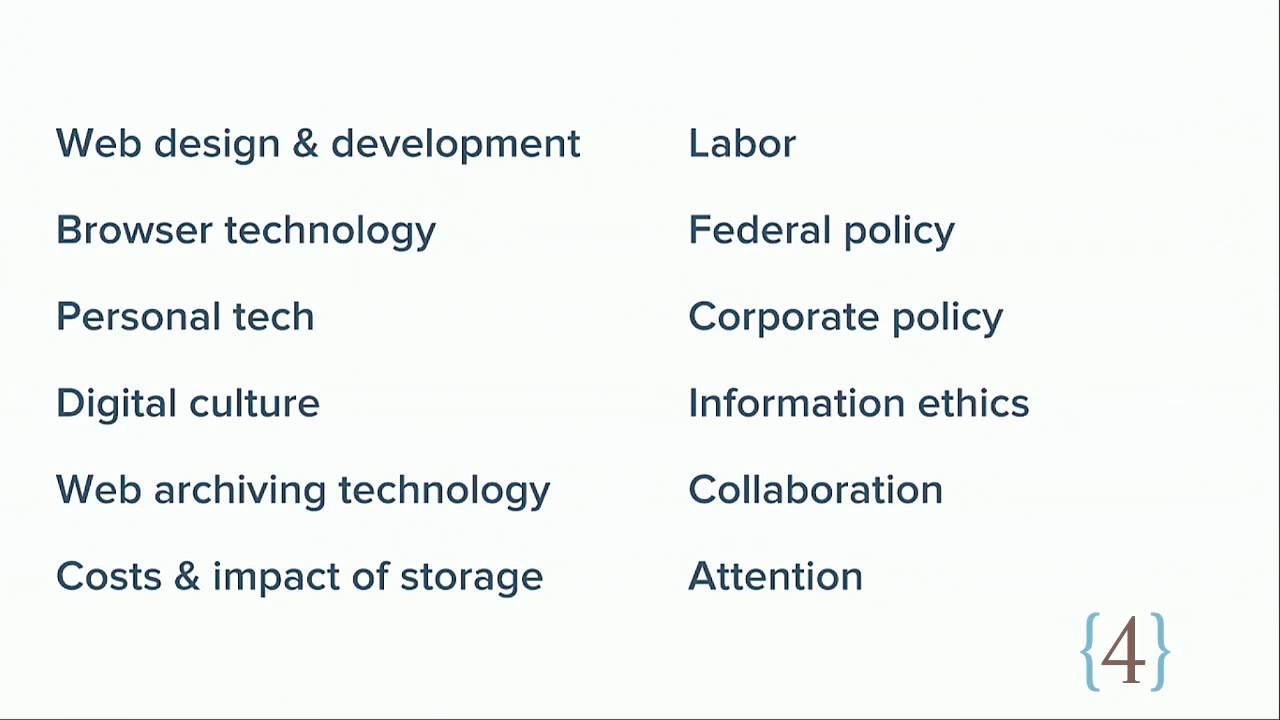 Web design & development
Browser technology
Personal tech
Digital culture
Web archiving technology
Costs & impact of storage
Labor
Federal policy
Corporate policy
Information ethics
Collaboration
Attention
{4}